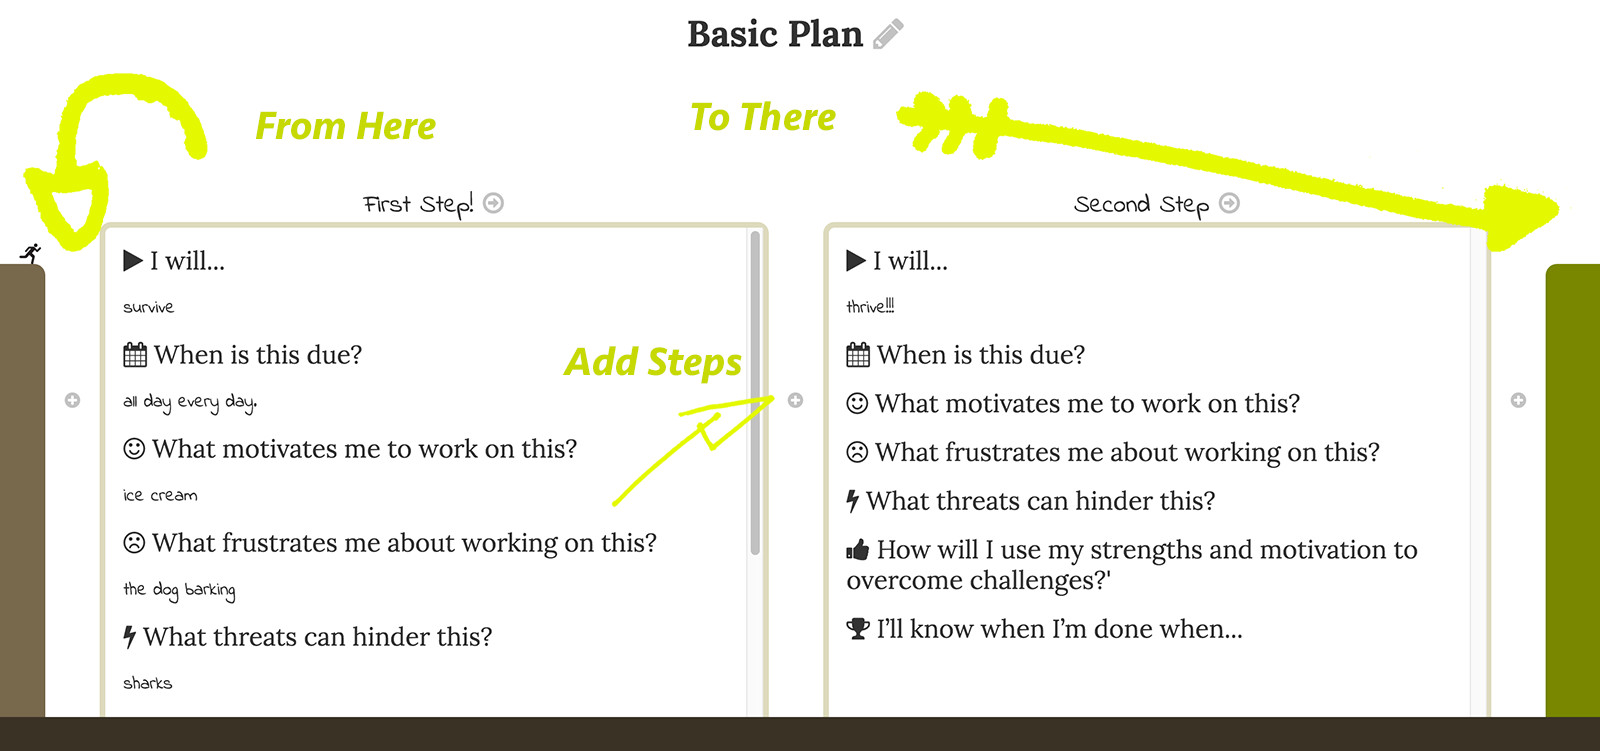 Basic Plan
From Here
To There
First Step!
I will...
survive
When is this due?
all day every day.
What motivates me to work on this?
ice cream
What frustrates me about working on this?
the dog barking
What threats can hinder this?
sharks
Add Steps
Second Step
I will...
thrive!!!
When is this due?
What motivates me to work on this?
What frustrates me about working on this?
What threats can hinder this?
How will I use my strengths and motivation to
overcome challenges?'
I’ll know when I’m done when...